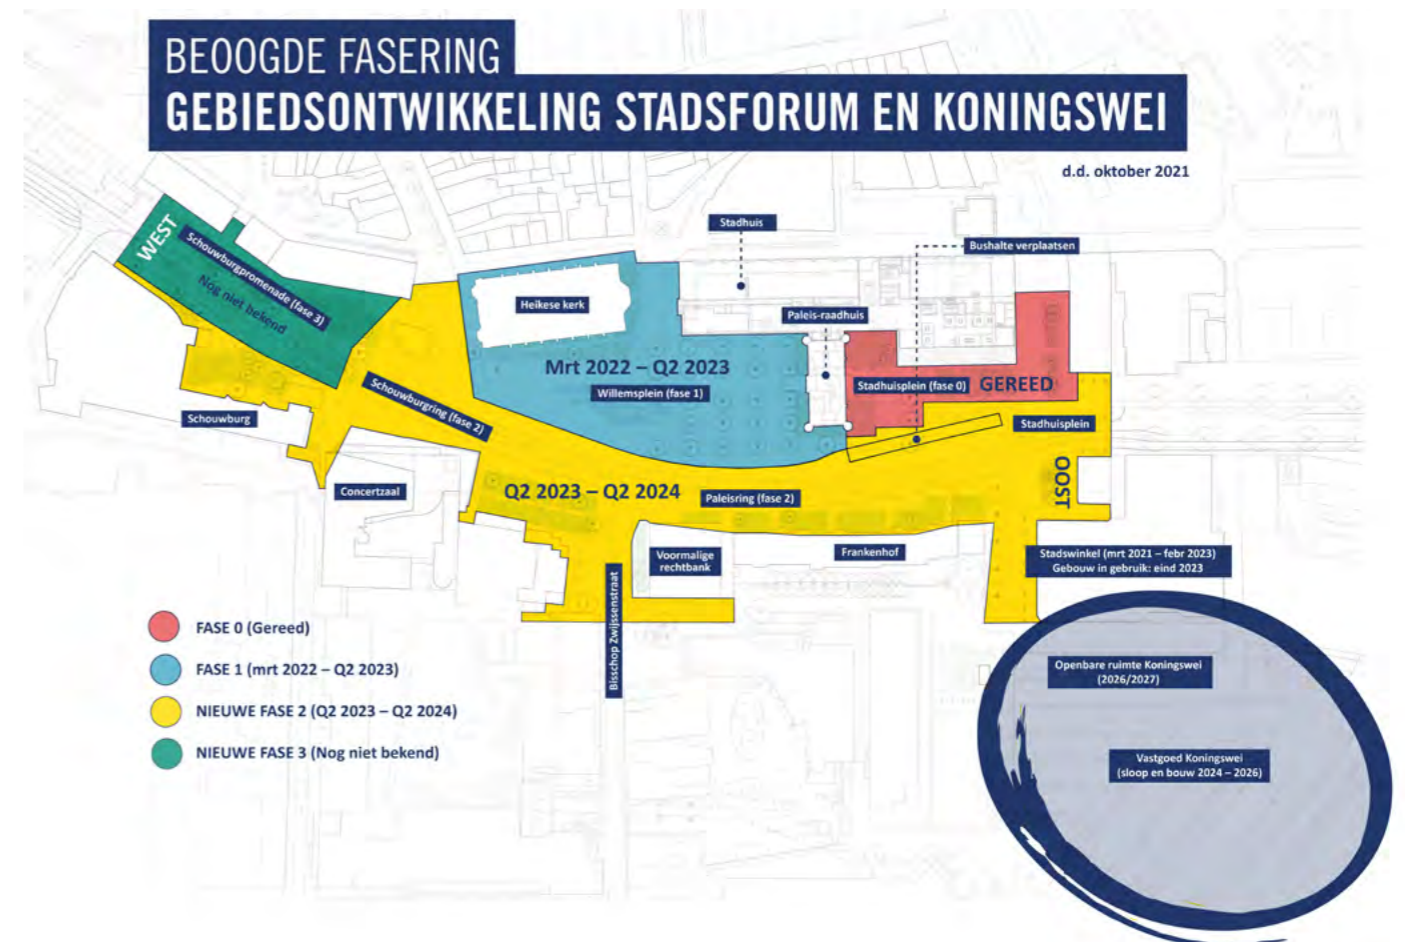 BEOOGDE FASERING
GEBIEDSONTWIKKELING STADSFORUM EN KONINGSWEI
d.d. oktober 2021
WEST
Schouwburgpromenade (fase 3)
Nog niet bekend
Stadhuis
Bushalte verplaatsen
Heikese kerk
Paleis-raadhuis
Mrt 2022 – Q2 2023
Willemsplein (fase 1)
Stadhuisplein (fase 0)
GEREED
Schouwburgring (fase 2)
Schouwburg
Stadhuisplein
OOST
Concertzaal
Q2 2023 – Q2 2024
Paleisring (fase 2)
Voormalige
rechtbank
Frankenhof
Stadswinkel (mrt 2021 – febr 2023)
Gebouw in gebruik: eind 2023
Bisschop Zwijssenstraat
FASE 0 (Gereed)
FASE 1 (mrt 2022 – Q2 2023)
NIEUWE FASE 2 (Q2 2023 – Q2 2024)
NIEUWE FASE 3 (Nog niet bekend)
Openbare ruimte Koningswei
(2026/2027)
Vastgoed Koningswei
(sloop en bouw 2024 – 2026)